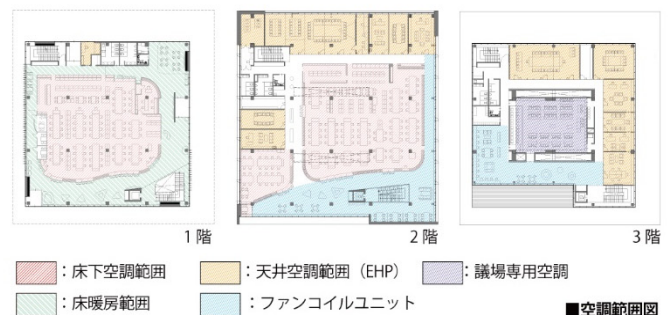 1階
2階
3階
：床下空調範囲
：天井空調範囲（EHP）
：議場専用空調
：床暖房範囲
：ファンコイルユニット
■空調範囲図